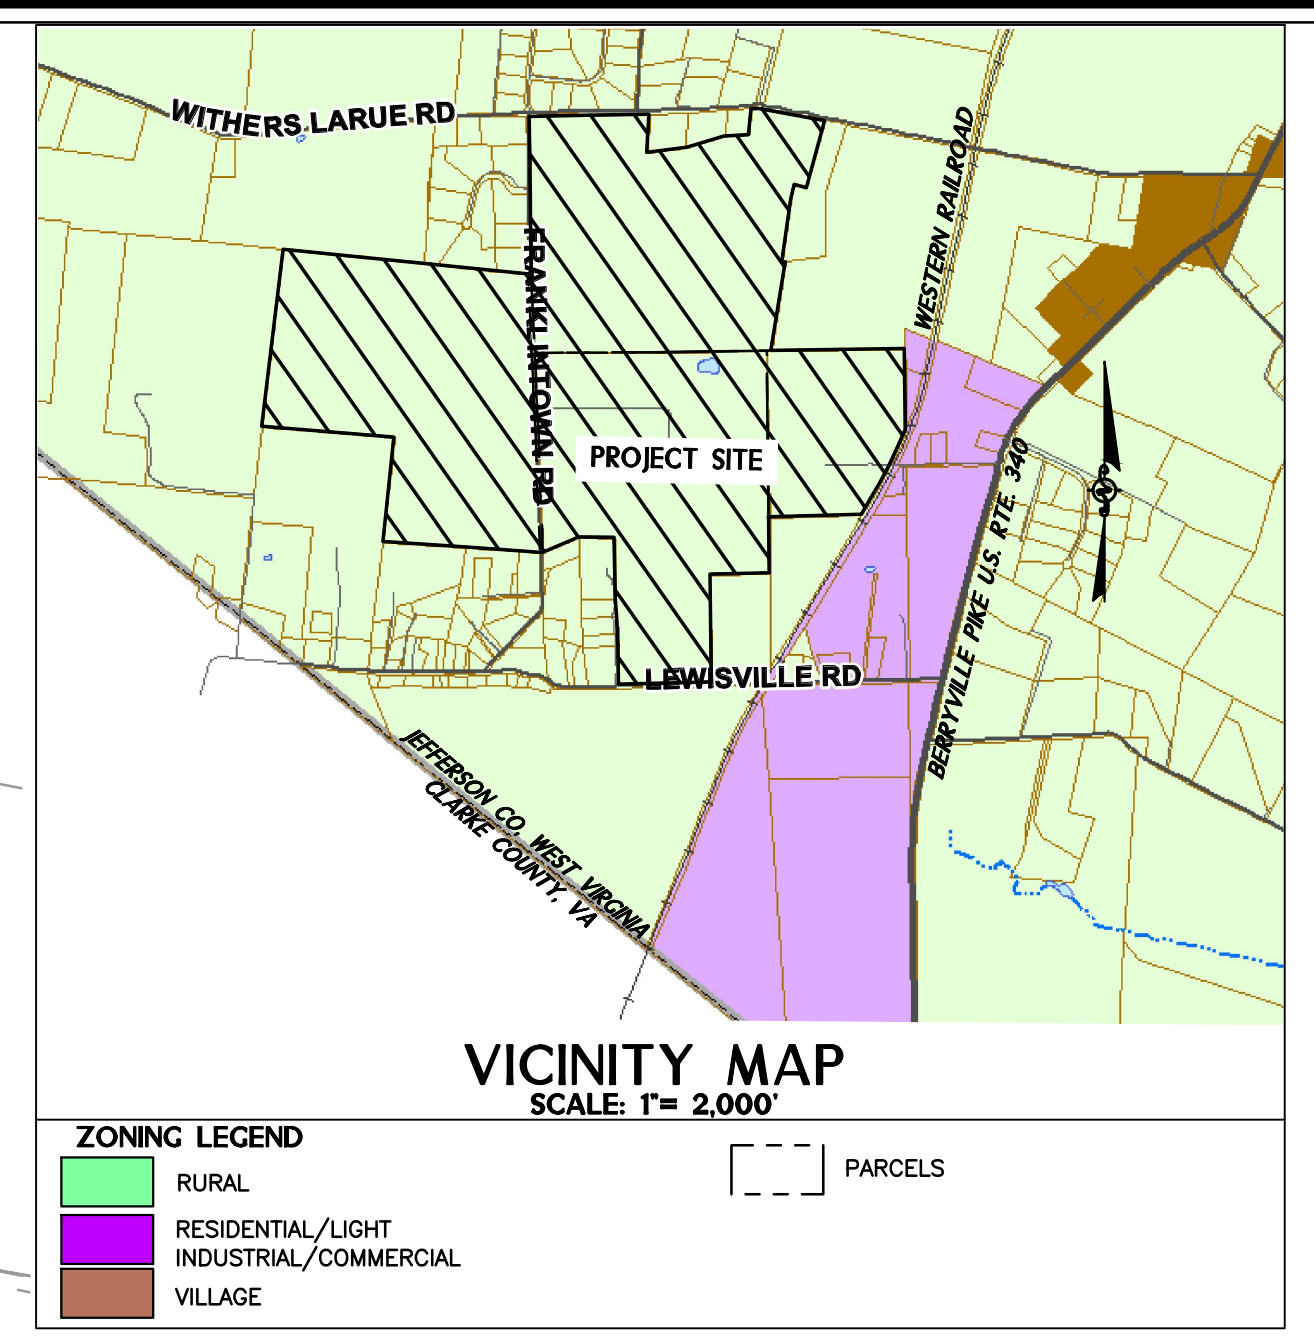 WITHERS LARUE RD
WESTERN RAILROAD
FRANKLINTOWN RD
PROJECT SITE
BERRYVILLE PIKE U.S. RTE. 340
N
LEWISVILLE RD
JEFFERSON CO, WEST VIRGINIA
CLARKE COUNTY, VA
VICINITY MAP
SCALE: 1"= 2,000'
ZONING LEGEND
RURAL
RESIDENTIAL/LIGHT
INDUSTRIAL/COMMERCIAL
VILLAGE
PARCELS